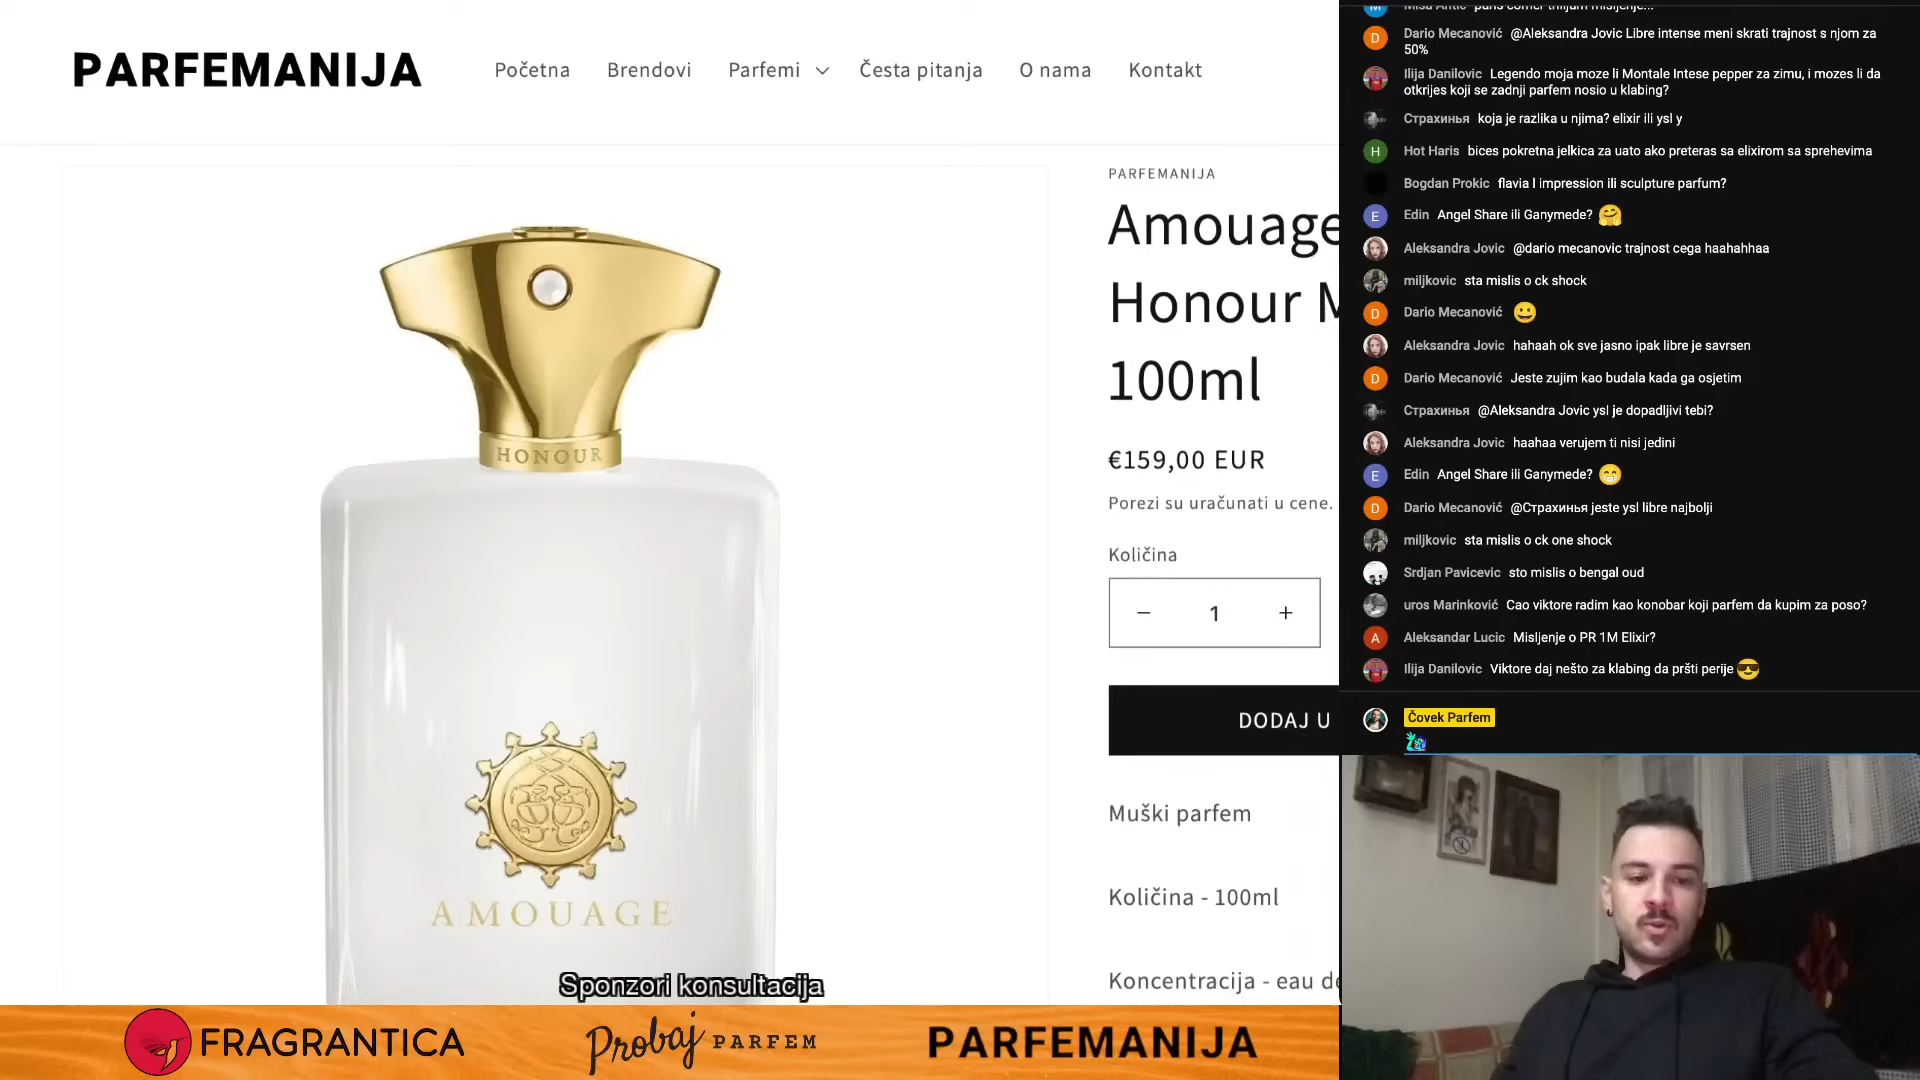 PARFEMANIJA
Početna
Brendovi
Parfemi
Česta pitanja
O nama
Kontakt
HONOUR
AMOUAGE
PARFEMANIJA
Amouage
Honour
100ml
€159,00 EUR
Porezi su uračunati u cene.
Količina
− 1 +
DODAJ U
Muški parfem
Količina - 100ml
Koncentracija - eau de
Sponzori konsultacija
FRAGRANTICA
Probaj PARFEM
PARFEMANIJA
Dario Mecanović @Aleksandra Jovic Libre intense meni skrati trajnost s njom za
50%
Ilija Danilovic Legendo moja moze li Montale Intese pepper za zimu, i mozes li da
otkrijes koji se zadnji parfem nosio u klabing?
Страхинья koja je razlika u njima? elixir ili ysl y
H Hot Haris bices pokretna jelkica za uato ako preteras sa elixirom sa sprehevima
Bogdan Prokic flavia l impression ili sculpture parfum?
E Edin Angel Share ili Ganymede? 🤗
Aleksandra Jovic @dario mecanovic trajnost cega haahahhaa
miljkovic sta mislis o ck shock
D Dario Mecanović 😀
Aleksandra Jovic hahaah ok sve jasno ipak libre je savrsen
D Dario Mecanović Jeste zujim kao budala kada ga osjetim
Страхинья @Aleksandra Jovic ysl je dopadljivi tebi?
Aleksandra Jovic haahaa verujem ti nisi jedini
E Edin Angel Share ili Ganymede? 😁
D Dario Mecanović @Страхинья jeste ysl libre najbolji
miljkovic sta mislis o ck one shock
Srdjan Pavicevic sto mislis o bengal oud
uros Marinković Cao viktore radim kao konobar koji parfem da kupim za poso?
A Aleksandar Lucic Misljenje o PR 1M Elixir?
Ilija Danilovic Viktore daj nešto za klabing da pršti perije 😎
Čovek Parfem